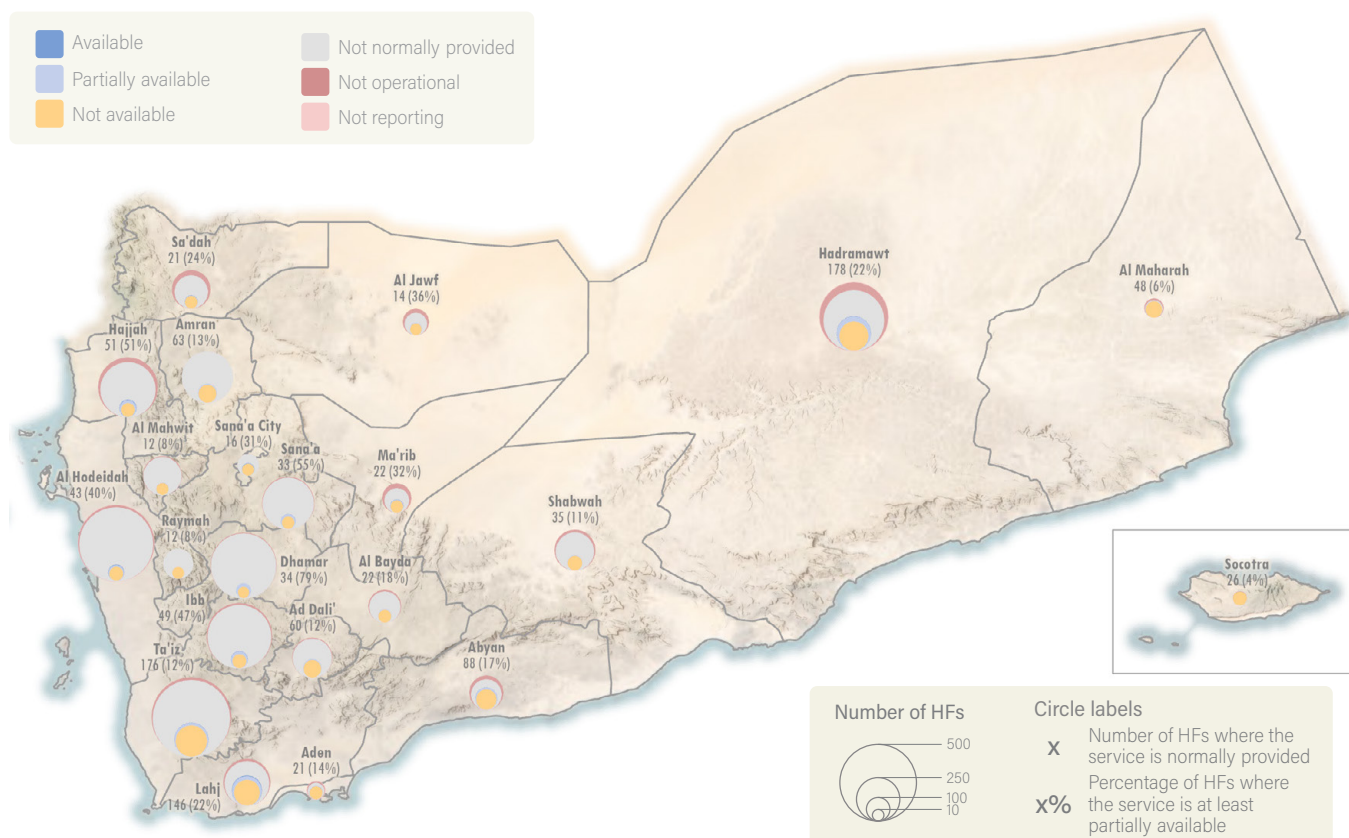 Available
Partially available
Not available
Not normally provided
Not operational
Not reporting
Sa'dah
21 (24%)
Al Jawf
14 (36%)
Hadramawt
178 (22%)
Al Maharah
48 (6%)
Hajjah
51 (51%)
Amran
63 (13%)
Al Mahwit
12 (8%)
Sana'a City
16 (31%)
Sana'a
33 (55%)
Ma'rib
22 (32%)
Al Hodeidah
43 (40%)
Shabwah
35 (11%)
Raymah
12 (8%)
Dhamar
34 (79%)
Al Bayda
22 (18%)
Socotra
26 (4%)
Ibb
49 (47%)
Ad Dali'
60 (12%)
Ta'iz
176 (12%)
Abyan
88 (17%)
Aden
21 (14%)
Lahj
146 (22%)
Number of HFs
500
250
100
10
Circle labels
x Number of HFs where the
service is normally provided
x% Percentage of HFs where
the service is at least
partially available